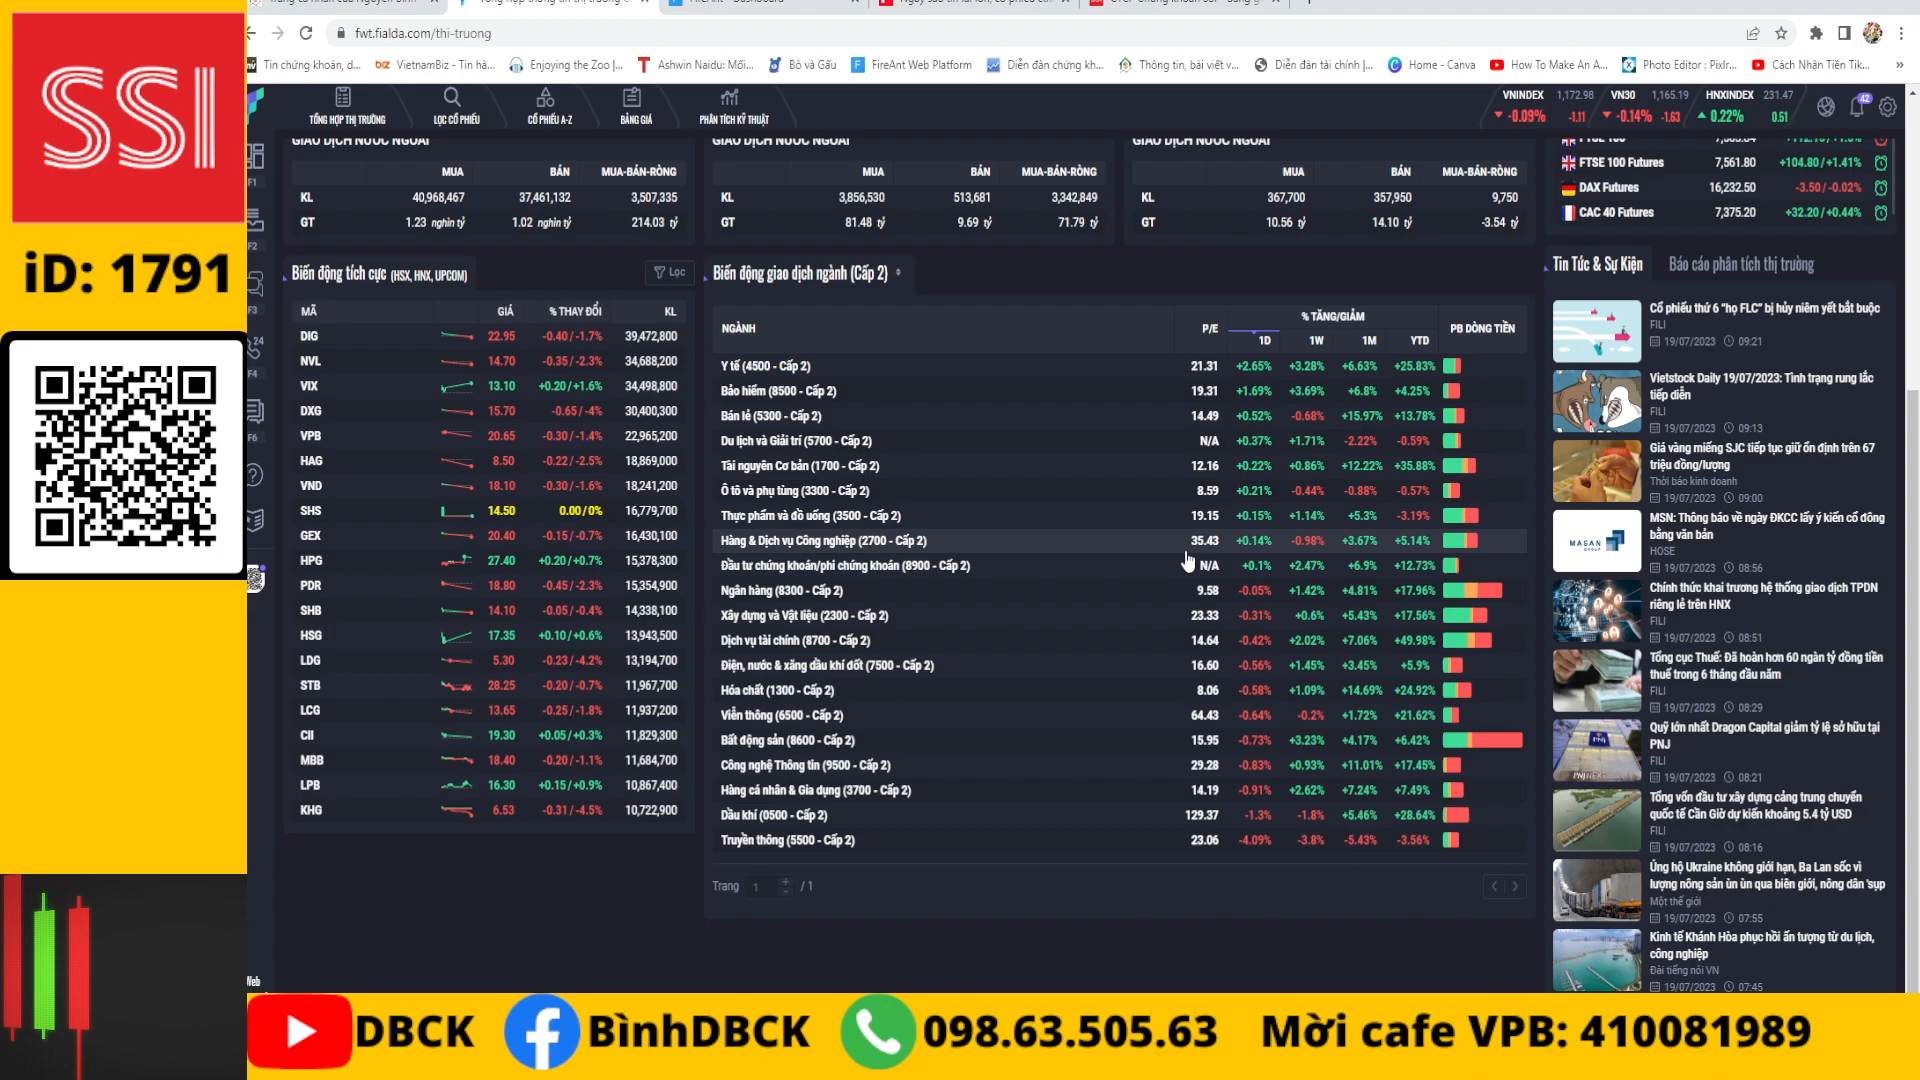 SSI
iD: 1791
fwt.fialda.com/thi-truong
Tin chứng khoán, d...
VietnamBiz - Tin hà...
Enjoying the Zoo |...
Ashwin Naidu: Mối...
Bò và Gấu
FireAnt Web Platform
Diễn đàn chứng kh...
Thông tin, bài viết v...
Diễn đàn tài chính |...
Home - Canva
How To Make An A...
Photo Editor : Pixlr...
Cách Nhận Tiền Tik...
TỔNG HỢP THỊ TRƯỜNG
LỌC CỔ PHIẾU
CỔ PHIẾU A-Z
BẢNG GIÁ
PHÂN TÍCH KỸ THUẬT
VNINDEX 1,172.98 VN30 1,165.19 HNXINDEX 231.47
-0.09% -1.11 -0.14% -1.63 0.22% 0.51
42
GIAO DỊCH NƯỚC NGOÀI
MUA BÁN MUA-BÁN-RÒNG
KL 40,968,467 37,461,132 3,507,335
GT 1.23 nghìn tỷ 1.02 nghìn tỷ 214.03 tỷ
GIAO DỊCH NƯỚC NGOÀI
MUA BÁN MUA-BÁN-RÒNG
KL 3,856,530 513,681 3,342,849
GT 81.48 tỷ 9.69 tỷ 71.79 tỷ
GIAO DỊCH NƯỚC NGOÀI
MUA BÁN MUA-BÁN-RÒNG
KL 367,700 357,950 9,750
GT 10.56 tỷ 14.10 tỷ -3.54 tỷ
FTSE 100 Futures 7,561.80 +104.80/+1.41%
DAX Futures 16,232.50 -3.50/-0.02%
CAC 40 Futures 7,375.20 +32.20/+0.44%
Biến động tích cực (HSX, HNX, UPCOM)
Lọc
MÃ GIÁ % THAY ĐỔI KL
DIG 22.95 -0.40/-1.7% 39,472,800
NVL 14.70 -0.35/-2.3% 34,688,200
VIX 13.10 +0.20/+1.6% 34,498,800
DXG 15.70 -0.65/-4% 30,400,300
VPB 20.65 -0.30/-1.4% 22,965,200
HAG 8.50 -0.22/-2.5% 18,869,000
VND 18.10 -0.30/-1.6% 18,241,200
SHS 14.50 0.00/0% 16,779,700
GEX 20.40 -0.15/-0.7% 16,430,100
HPG 27.40 +0.20/+0.7% 15,378,300
PDR 18.80 -0.45/-2.3% 15,354,900
SHB 14.10 -0.05/-0.4% 14,338,100
HSG 17.35 +0.10/+0.6% 13,943,500
LDG 5.30 -0.23/-4.2% 13,194,700
STB 28.25 -0.20/-0.7% 11,967,700
LCG 13.65 -0.25/-1.8% 11,937,200
CII 19.30 +0.05/+0.3% 11,829,300
MBB 18.40 -0.20/-1.1% 11,684,700
LPB 16.30 +0.15/+0.9% 10,867,400
KHG 6.53 -0.31/-4.5% 10,722,900
Biến động giao dịch ngành (Cấp 2)
NGÀNH P/E % TĂNG/GIẢM PB DÒNG TIỀN
1D 1W 1M YTD
Y tế (4500 - Cấp 2) 21.31 +2.65% +3.28% +6.63% +25.83%
Bảo hiểm (8500 - Cấp 2) 19.31 +1.69% +3.69% +6.8% +4.25%
Bán lẻ (5300 - Cấp 2) 14.49 +0.52% -0.68% +15.97% +13.78%
Du lịch và Giải trí (5700 - Cấp 2) N/A +0.37% +1.71% -2.22% -0.59%
Tài nguyên Cơ bản (1700 - Cấp 2) 12.16 +0.22% +0.86% +12.22% +35.88%
Ô tô và phụ tùng (3300 - Cấp 2) 8.59 +0.21% -0.44% -0.88% -0.57%
Thực phẩm và đồ uống (3500 - Cấp 2) 19.15 +0.15% +1.14% +5.3% -3.19%
Hàng & Dịch vụ Công nghiệp (2700 - Cấp 2) 35.43 +0.14% -0.98% +3.67% +5.14%
Đầu tư chứng khoán/phi chứng khoán (8900 - Cấp 2) N/A +0.1% +2.47% +6.9% +12.73%
Ngân hàng (8300 - Cấp 2) 9.58 -0.05% +1.42% +4.81% +17.96%
Xây dựng và Vật liệu (2300 - Cấp 2) 23.33 -0.31% +0.6% +5.43% +17.56%
Dịch vụ tài chính (8700 - Cấp 2) 14.64 -0.42% +2.02% +7.06% +49.98%
Điện, nước & xăng dầu khí đốt (7500 - Cấp 2) 16.60 -0.56% +1.45% +3.45% +5.9%
Hóa chất (1300 - Cấp 2) 8.06 -0.58% +1.09% +14.69% +24.92%
Viễn thông (6500 - Cấp 2) 64.43 -0.64% -0.2% +1.72% +21.62%
Bất động sản (8600 - Cấp 2) 15.95 -0.73% +3.23% +4.17% +6.42%
Công nghệ Thông tin (9500 - Cấp 2) 29.28 -0.83% +0.93% +11.01% +17.45%
Hàng cá nhân & Gia dụng (3700 - Cấp 2) 14.19 -0.91% +2.62% +7.24% +7.49%
Dầu khí (0500 - Cấp 2) 129.37 -1.3% -1.8% +5.46% +28.64%
Truyền thông (5500 - Cấp 2) 23.06 -4.09% -3.8% -5.43% -3.56%
Trang 1 / 1
Tin Tức & Sự Kiện
Báo cáo phân tích thị trường
Cổ phiếu thứ 6 “họ FLC” bị hủy niêm yết bắt buộc
FILI
19/07/2023 09:21
Vietstock Daily 19/07/2023: Tình trạng rung lắc
tiếp diễn
FILI
19/07/2023 09:13
Giá vàng miếng SJC tiếp tục giữ ổn định trên 67
triệu đồng/lượng
Thời báo kinh doanh
19/07/2023 09:00
MASAN
MSN: Thông báo về ngày ĐKCC lấy ý kiến cổ đông
bằng văn bản
HOSE
19/07/2023 08:56
Chính thức khai trương hệ thống giao dịch TPDN
riêng lẻ trên HNX
FILI
19/07/2023 08:51
Tổng cục Thuế: Đã hoàn hơn 60 ngàn tỷ đồng tiền
thuế trong 6 tháng đầu năm
FILI
19/07/2023 08:29
Quỹ lớn nhất Dragon Capital giảm tỷ lệ sở hữu tại
PNJ
FILI
19/07/2023 08:21
Tổng vốn đầu tư xây dựng cảng trung chuyển
quốc tế Cần Giờ dự kiến khoảng 5.4 tỷ USD
FILI
19/07/2023 08:16
Ủng hộ Ukraine không giới hạn, Ba Lan sốc vì
lượng nông sản ùn ùn qua biên giới, nông dân 'sụp
Một thế giới
19/07/2023 07:55
Kinh tế Khánh Hòa phục hồi ấn tượng từ du lịch,
công nghiệp
Đài tiếng nói VN
19/07/2023 07:45
F1
F2
F3
24
F4
F6
Web
DBCK
BìnhDBCK
098.63.505.63
Mời cafe VPB: 410081989